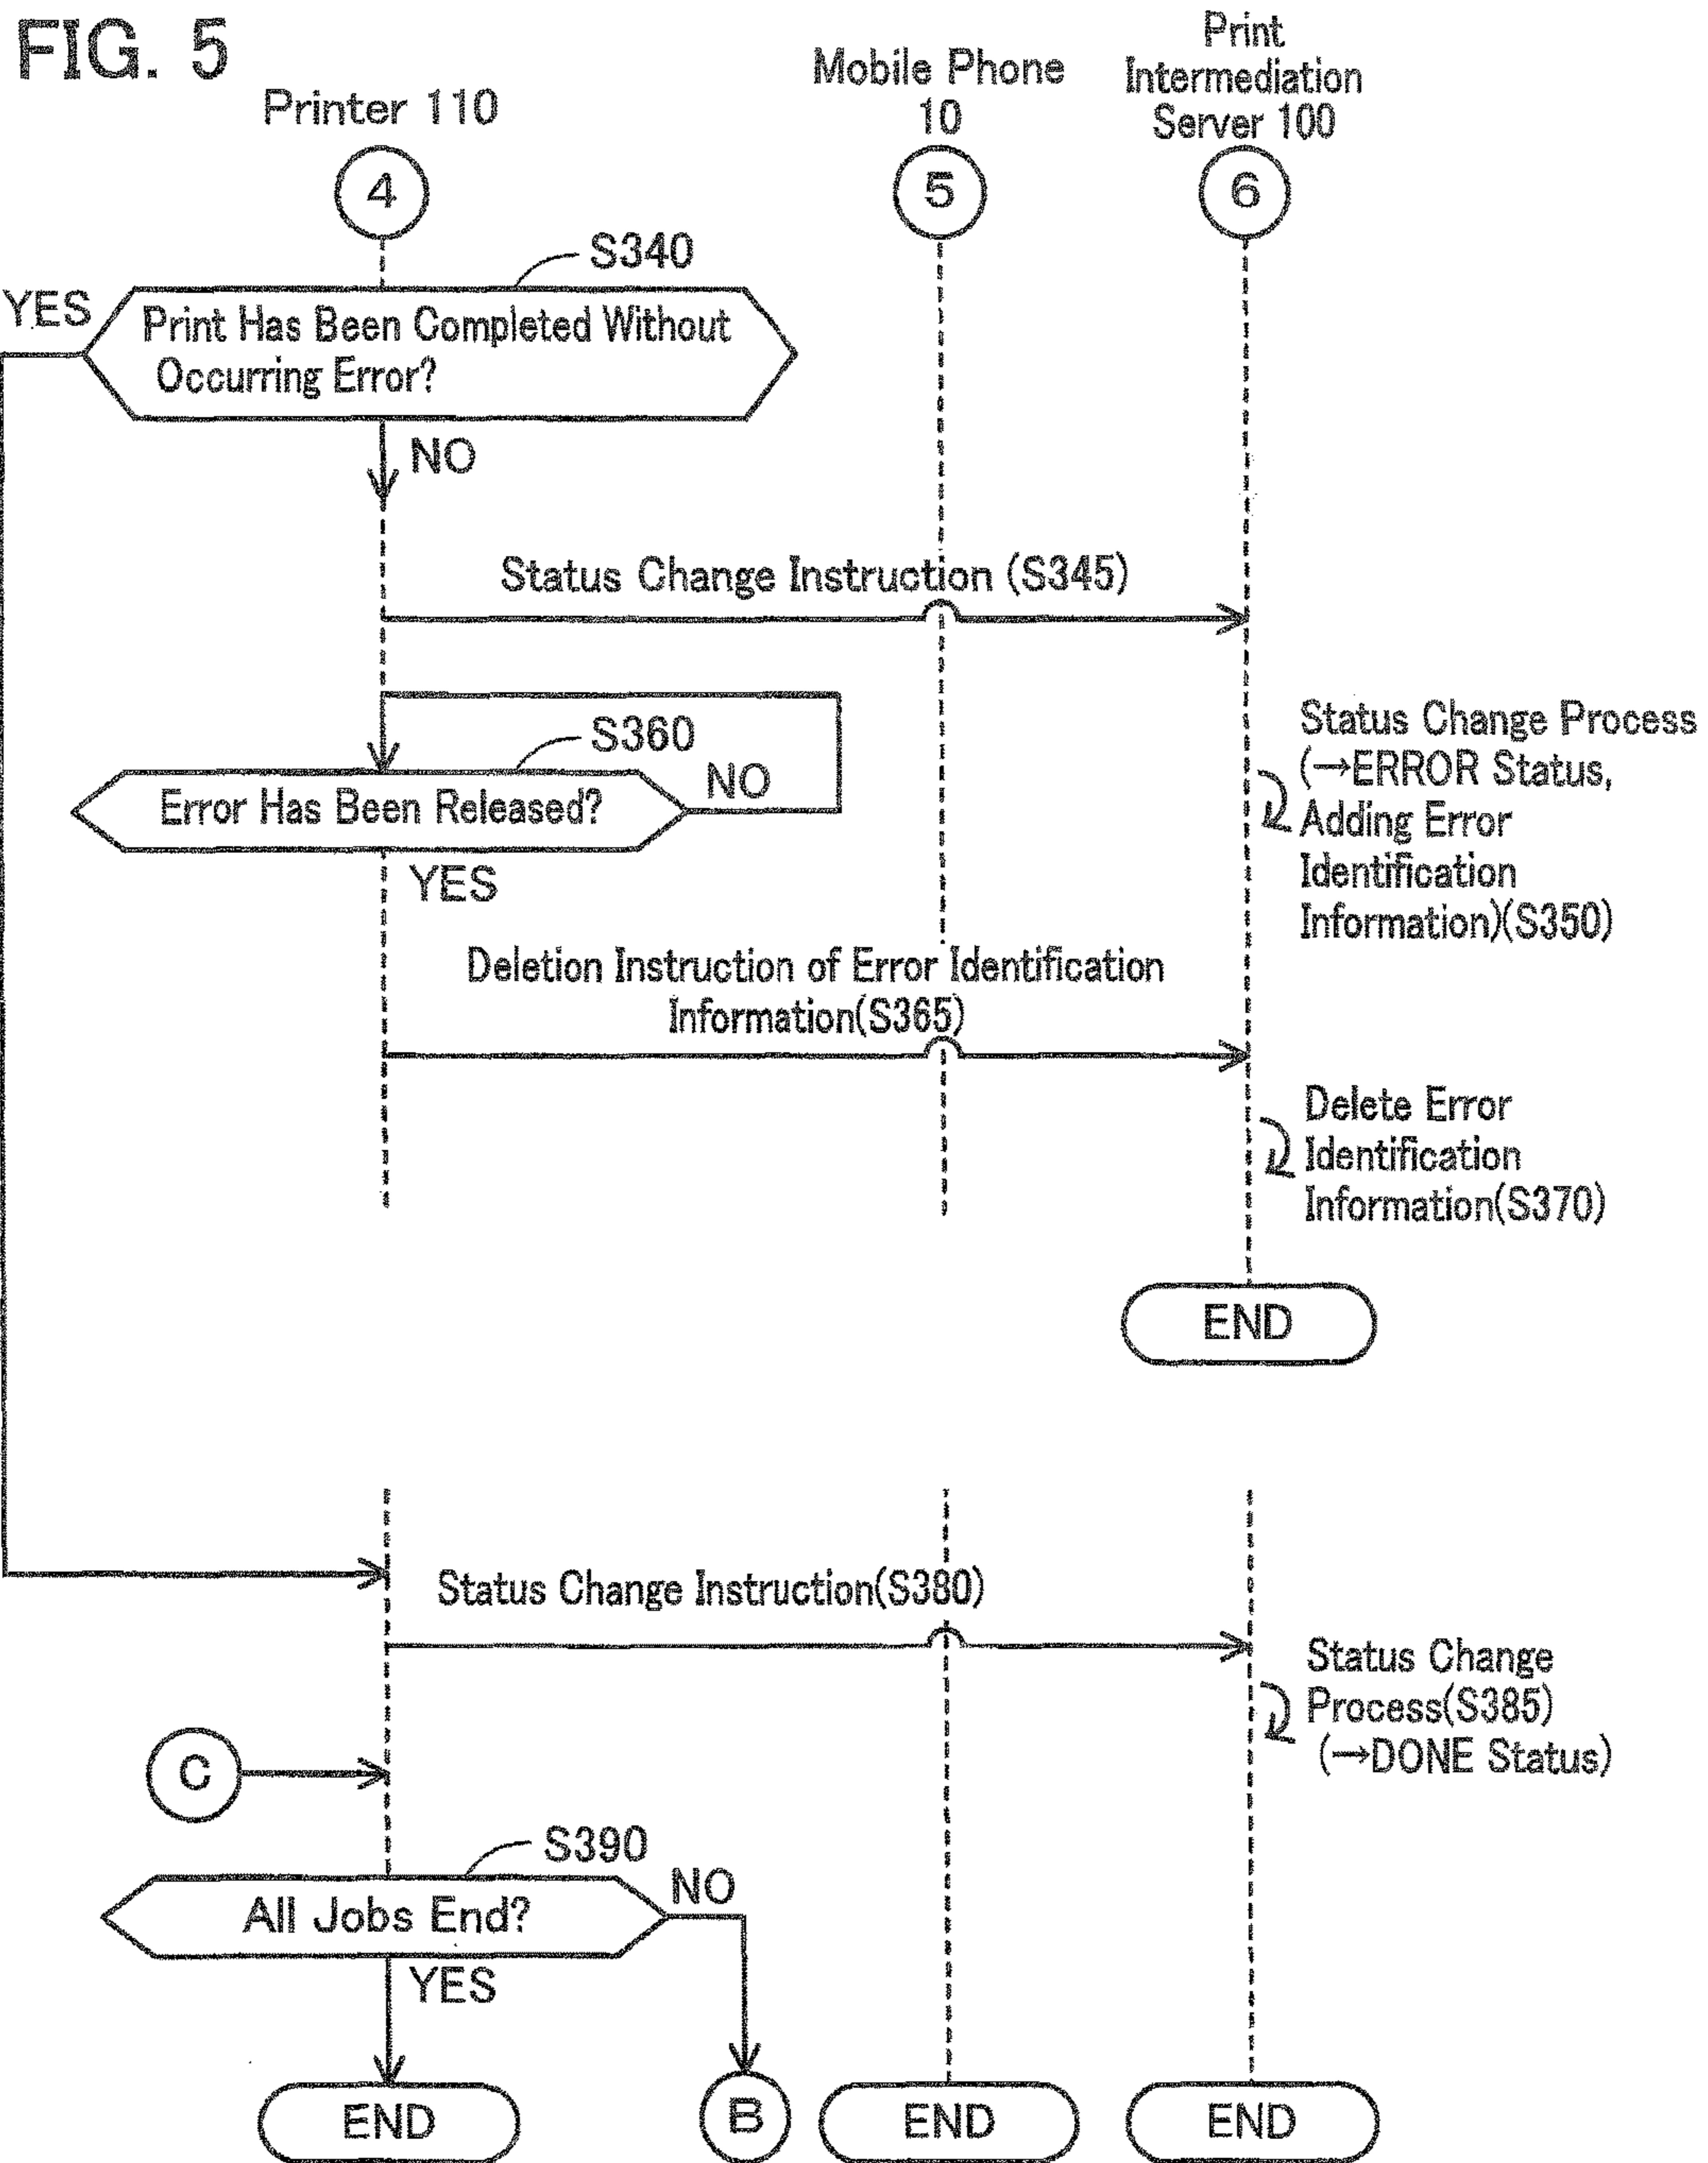 FIG. 5
Printer 110
Mobile Phone
10
Print
Intermediation
Server 100
4
5
6
S340
YES
Print Has Been Completed Without
Occurring Error?
NO
Status Change Instruction (S345)
S360
Error Has Been Released?
NO
YES
Status Change Process
(→ERROR Status,
Adding Error
Identification
Information)(S350)
Deletion Instruction of Error Identification
Information(S365)
Delete Error
Identification
Information(S370)
END
Status Change Instruction(S380)
Status Change
Process(S385)
(→DONE Status)
C
S390
All Jobs End?
NO
YES
END
B
END
END